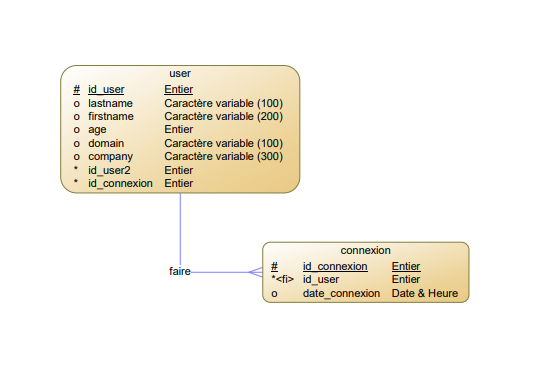 user
# id_user Entier
o lastname Caractère variable (100)
o firstname Caractère variable (200)
o age Entier
o domain Caractère variable (100)
o company Caractère variable (300)
* id_user2 Entier
* id_connexion Entier
faire
connexion
# id_connexion Entier
*<fi> id_user Entier
o date_connexion Date & Heure